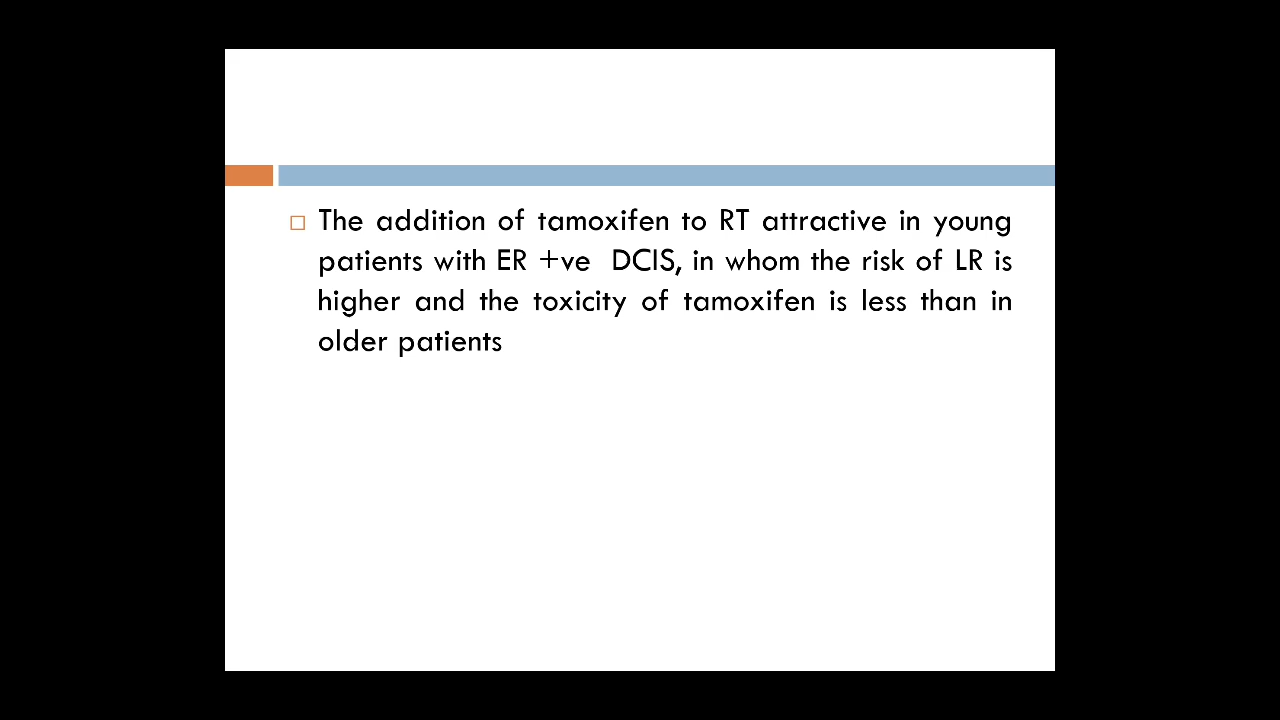 The addition of tamoxifen to RT attractive in young
patients with ER +ve  DCIS, in whom the risk of LR is
higher and the toxicity of tamoxifen is less than in
older patients